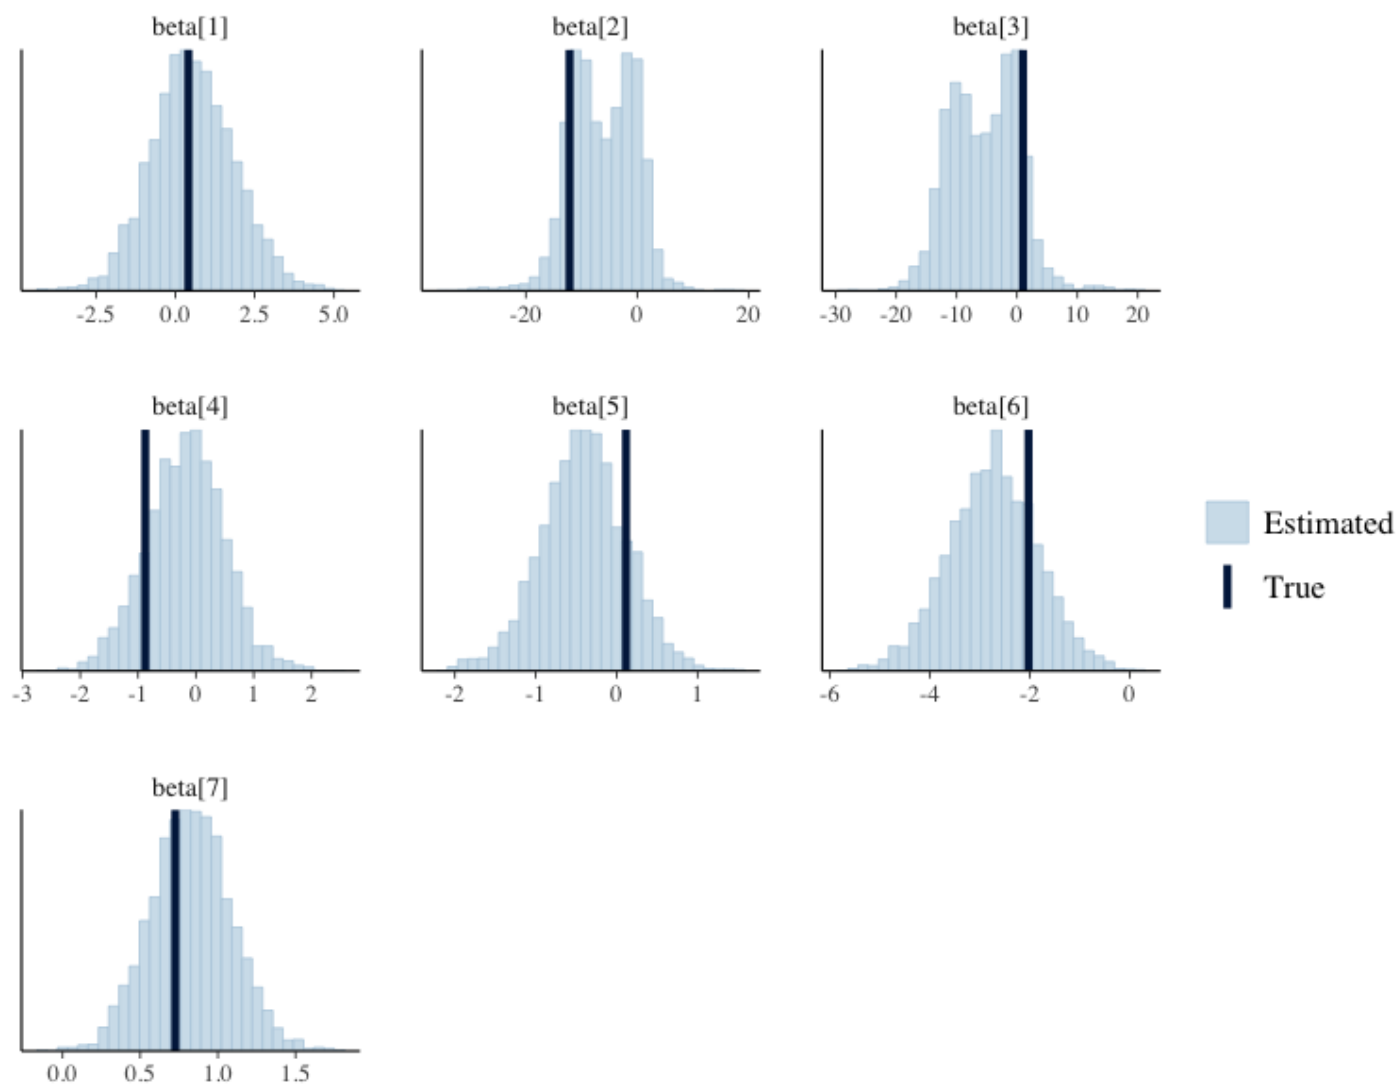 beta[1] beta[2] beta[3]
-2.5 0.0 2.5 5.0 -20 0 20 -30 -20 -10 0 10 20
beta[4] beta[5] beta[6]
-3 -2 -1 0 1 2 -2 -1 0 1 -6 -4 -2 0
Estimated
True
beta[7]
0.0 0.5 1.0 1.5